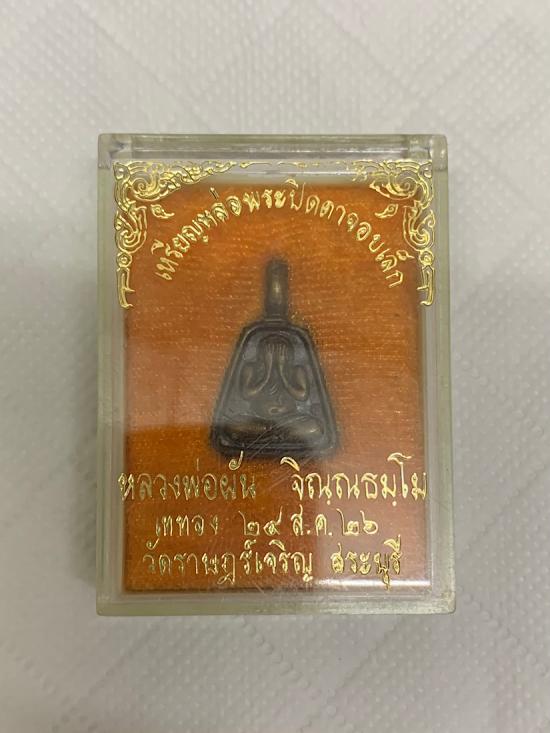 เหรียญหล่อพระปิดตาจอบเล็ก
หลวงพ่อผัน จิณฺณธมฺโม
เททอง ๒๔ ส.ค. ๒๖
วัดราษฎร์เจริญ สระบุรี